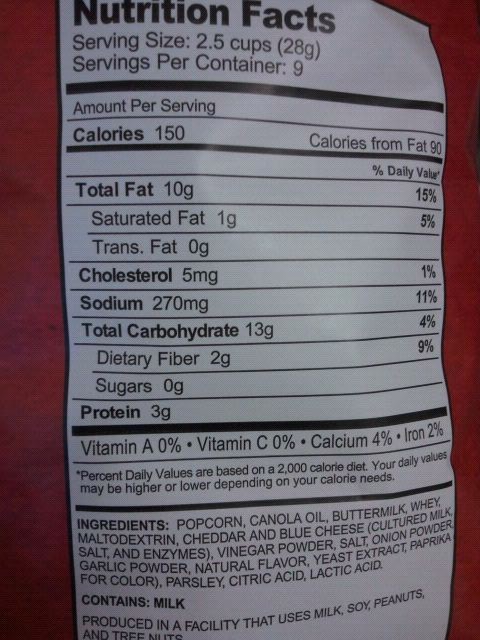 Nutrition Facts
Serving Size: 2.5 cups (28g)
Servings Per Container: 9
Amount Per Serving
Calories 150 Calories from Fat 90
% Daily Value*
Total Fat 10g 15%
Saturated Fat 1g 5%
Trans. Fat 0g
Cholesterol 5mg 1%
Sodium 270mg 11%
Total Carbohydrate 13g 4%
Dietary Fiber 2g 9%
Sugars 0g
Protein 3g
Vitamin A 0% • Vitamin C 0% • Calcium 4% • Iron 2%
*Percent Daily Values are based on a 2,000 calorie diet. Your daily values
may be higher or lower depending on your calorie needs.
INGREDIENTS: POPCORN, CANOLA OIL, BUTTERMILK, WHEY,
MALTODEXTRIN, CHEDDAR AND BLUE CHEESE (CULTURED MILK,
SALT, AND ENZYMES), VINEGAR POWDER, SALT, ONION POWDER,
GARLIC POWDER, NATURAL FLAVOR, YEAST EXTRACT, PAPRIKA
FOR COLOR), PARSLEY, CITRIC ACID, LACTIC ACID.
CONTAINS: MILK
PRODUCED IN A FACILITY THAT USES MILK, SOY, PEANUTS,
AND TREE NUTS